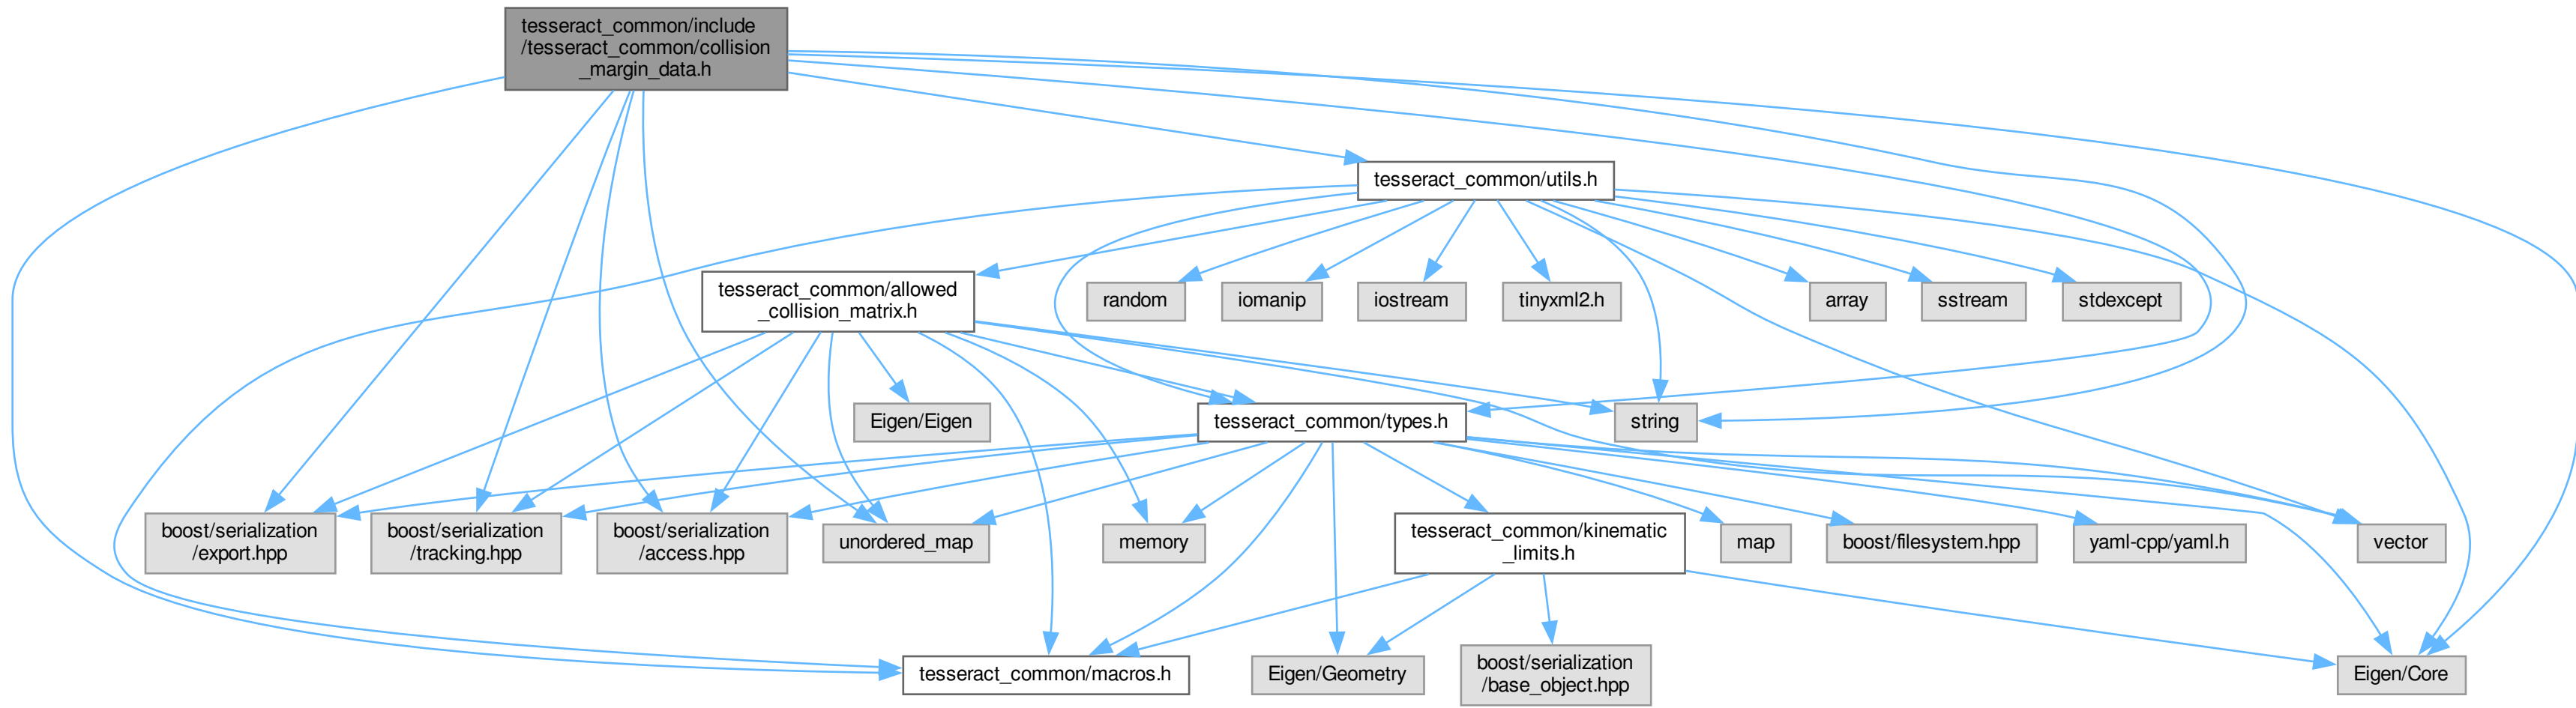 tesseract_common/include
/tesseract_common/collision
_margin_data.h
tesseract_common/utils.h
tesseract_common/allowed
_collision_matrix.h
random
iomanip
iostream
tinyxml2.h
array
sstream
stdexcept
Eigen/Eigen
tesseract_common/types.h
string
boost/serialization
/export.hpp
boost/serialization
/tracking.hpp
boost/serialization
/access.hpp
unordered_map
memory
tesseract_common/kinematic
_limits.h
map
boost/filesystem.hpp
yaml-cpp/yaml.h
vector
tesseract_common/macros.h
Eigen/Geometry
boost/serialization
/base_object.hpp
Eigen/Core